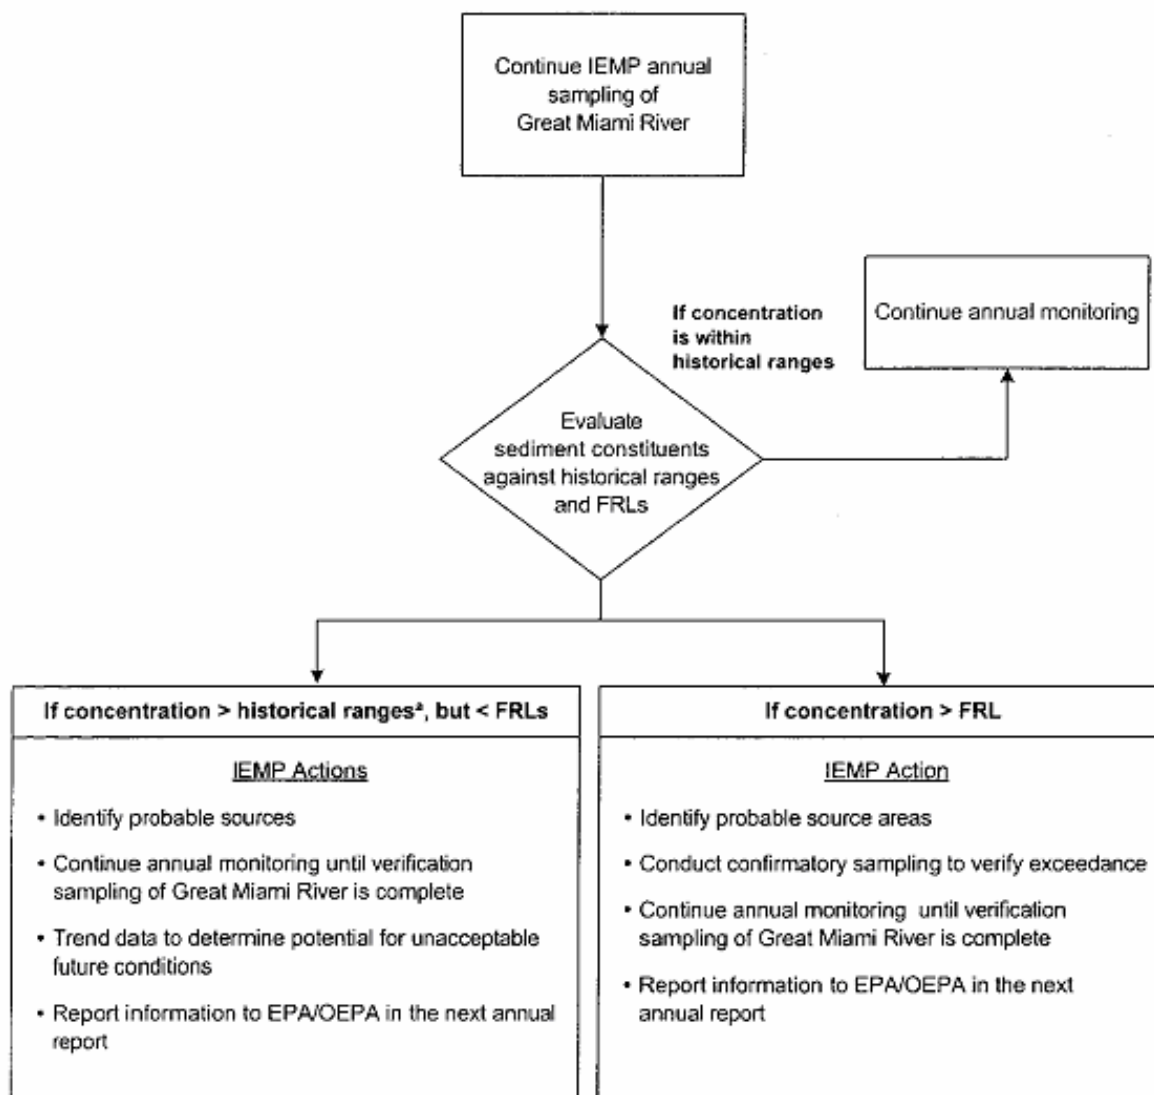 Continue IEMP annual
sampling of
Great Miami River
If concentration
is within
historical ranges
Continue annual monitoring
Evaluate
sediment constituents
against historical ranges
and FRLs
If concentration > historical rangesª, but < FRLs
IEMP Actions
• Identify probable sources
• Continue annual monitoring until verification
sampling of Great Miami River is complete
• Trend data to determine potential for unacceptable
future conditions
• Report information to EPA/OEPA in the next annual
report
If concentration > FRL
IEMP Action
• Identify probable source areas
• Conduct confirmatory sampling to verify exceedance
• Continue annual monitoring until verification
sampling of Great Miami River is complete
• Report information to EPA/OEPA in the next
annual report